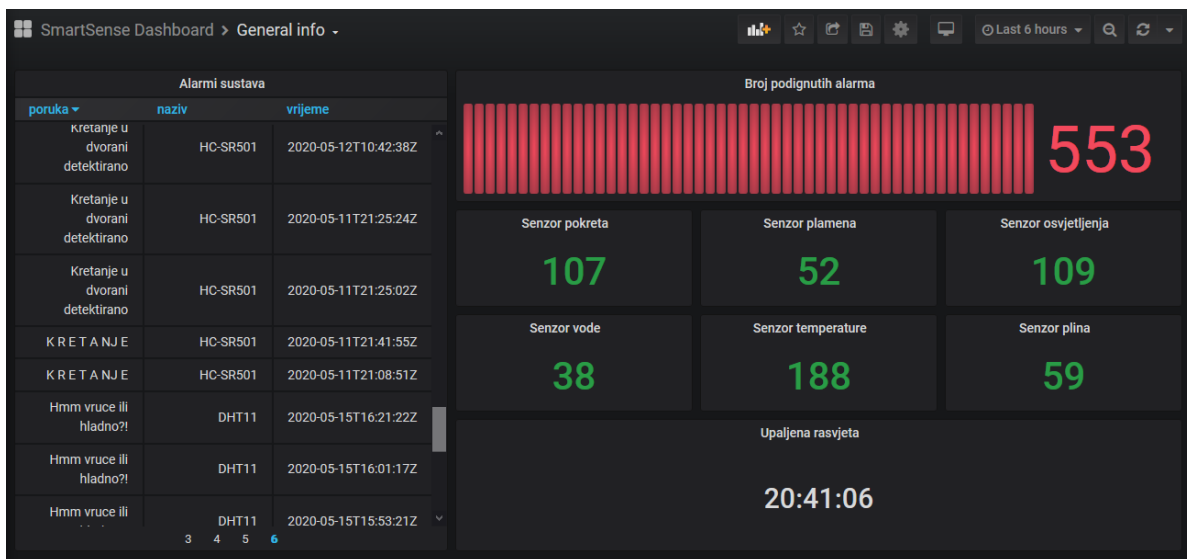 SmartSense Dashboard > General info
Last 6 hours
Alarmi sustava
poruka naziv vrijeme
Kretanje u
dvorani HC-SR501 2020-05-12T10:42:38Z
detektirano
Kretanje u
dvorani HC-SR501 2020-05-11T21:25:24Z
detektirano
Kretanje u
dvorani HC-SR501 2020-05-11T21:25:02Z
detektirano
K R E T A N J E HC-SR501 2020-05-11T21:41:55Z
K R E T A N J E HC-SR501 2020-05-11T21:08:51Z
Hmm vruce ili
hladno?! DHT11 2020-05-15T16:21:22Z
Hmm vruce ili
hladno?! DHT11 2020-05-15T16:01:17Z
Hmm vruce ili
DHT11 2020-05-15T15:53:21Z
3 4 5 6
Broj podignutih alarma
553
Senzor pokreta Senzor plamena Senzor osvjetljenja
107 52 109
Senzor vode Senzor temperature Senzor plina
38 188 59
Upaljena rasvjeta
20:41:06